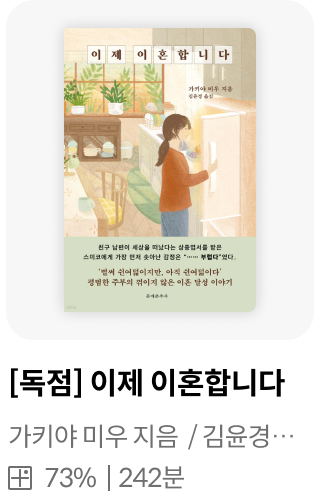 이제 이혼합니다
가키야 미우 지음
김윤경 옮김
친구 남편이 세상을 떠났다는 상중엽서를 받은
스미코에게 가장 먼저 솟아난 감정은 "…… 부럽다"였다.
'벌써 쉰여덟이지만, 아직 쉰여덟이다'
평범한 주부의 꺾이지 않은 이혼 달성 이야기
문예춘추사
[독점] 이제 이혼합니다
가키야 미우 지음 / 김윤경…
73% | 242분